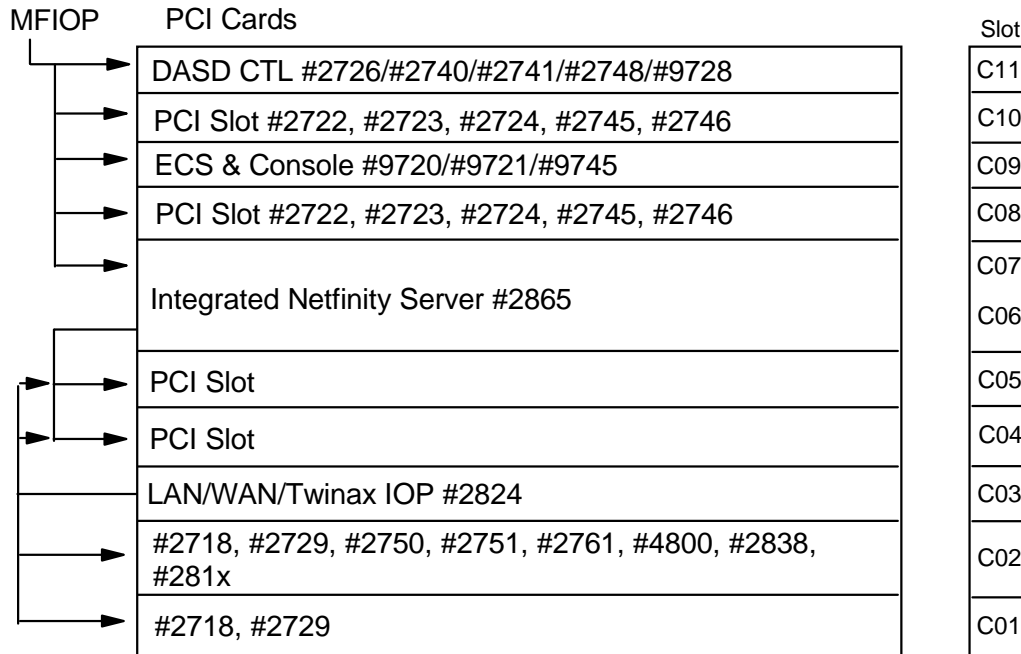 MFIOP PCI Cards Slot
DASD CTL #2726/#2740/#2741/#2748/#9728 C11
PCI Slot #2722, #2723, #2724, #2745, #2746 C10
ECS & Console #9720/#9721/#9745 C09
PCI Slot #2722, #2723, #2724, #2745, #2746 C08
C07
Integrated Netfinity Server #2865
C06
PCI Slot C05
PCI Slot C04
LAN/WAN/Twinax IOP #2824 C03
#2718, #2729, #2750, #2751, #2761, #4800, #2838,
#281x C02
#2718, #2729 C01